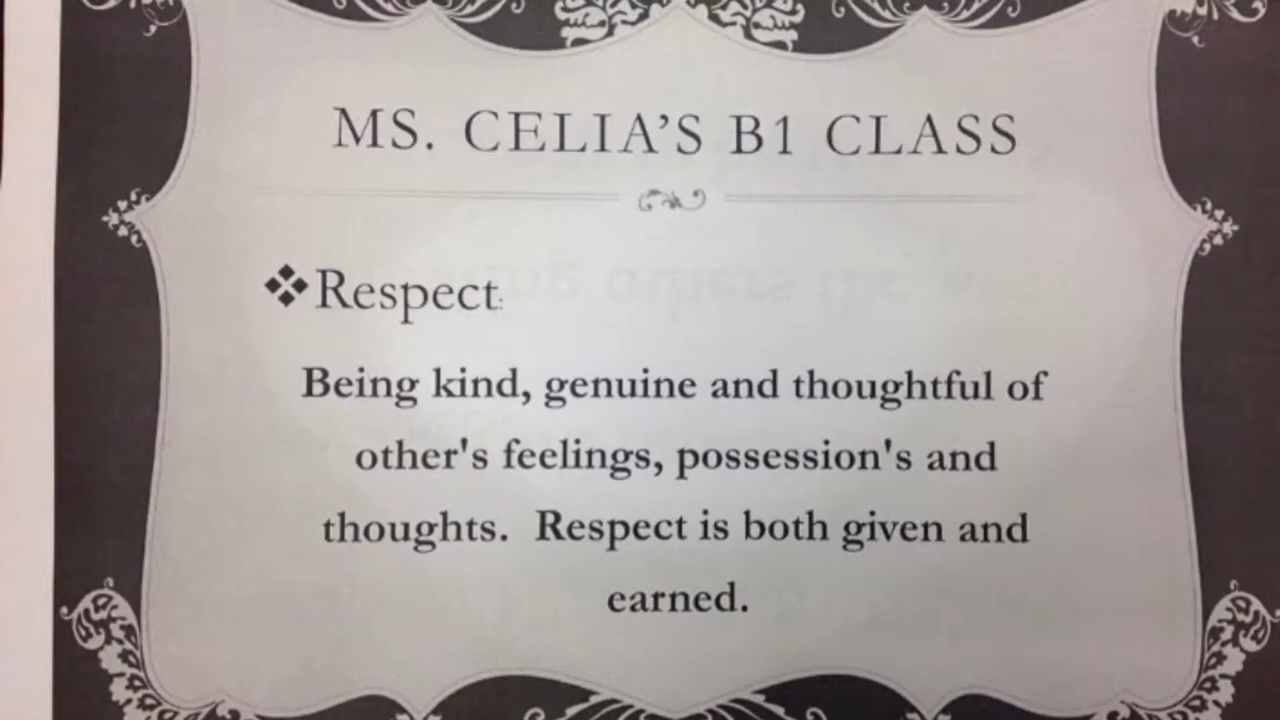 MS. CELIA'S B1 CLASS
❖Respect:
Being kind, genuine and thoughtful of
other's feelings, possession's and
thoughts. Respect is both given and
earned.